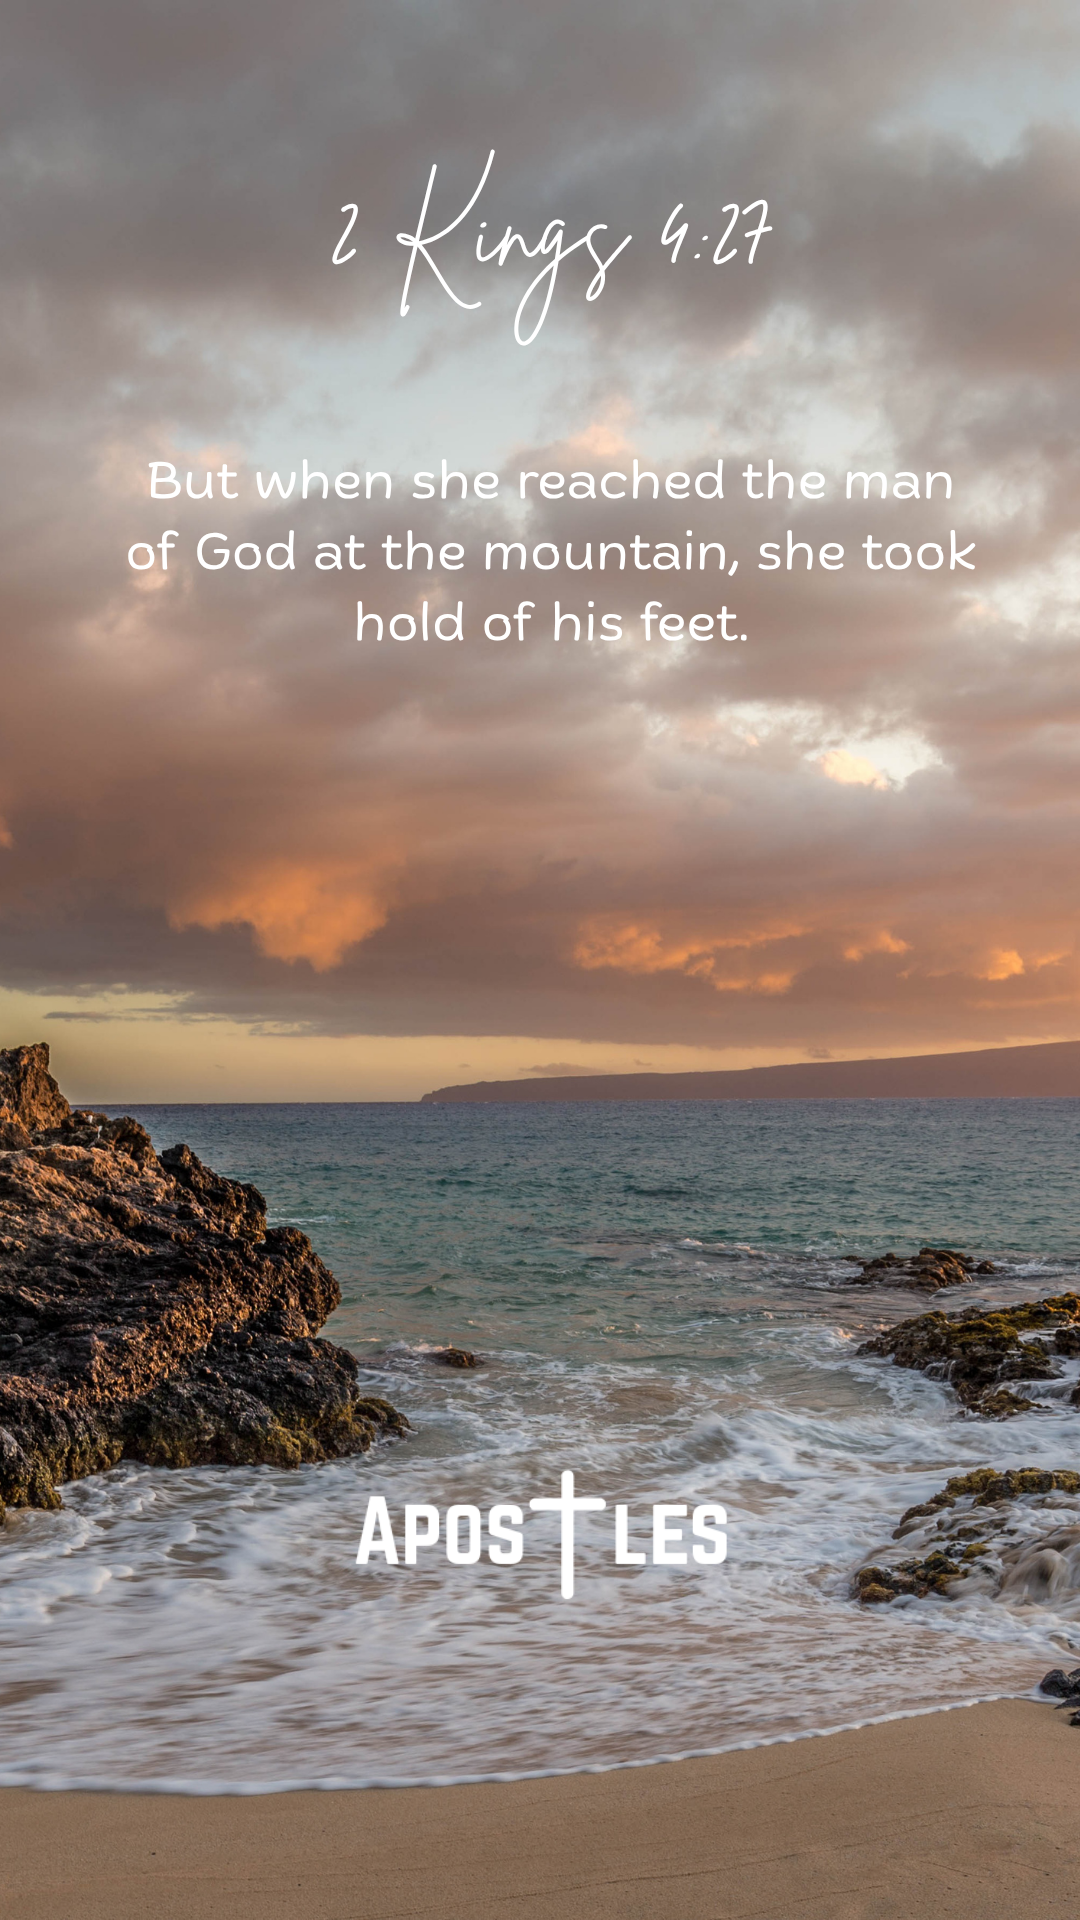 2 Kings 4:27
But when she reached the man
of God at the mountain, she took
hold of his feet.
APOSTLES